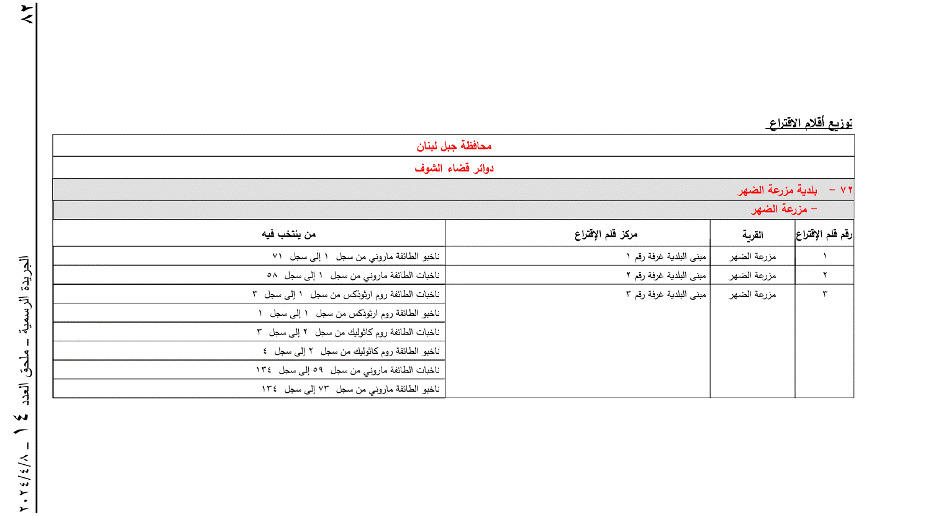 ٨٢
الجريدة الرسمية – ملحق العدد ١٤ – ٢٠٢٤/٤/٨
توزيع أقلام الاقتراع
محافظة جبل لبنان
دوائر قضاء الشوف
٧٢ - بلدية مزرعة الضهر
- مزرعة الضهر
رقم قلم الإقتراع القرية مركز قلم الإقتراع من ينتخب فيه
١ مزرعة الضهر مبنى البلدية غرفة رقم ١ ناخبو الطائفة ماروني من سجل ١ إلى سجل ٧١
٢ مزرعة الضهر مبنى البلدية غرفة رقم ٢ ناخبات الطائفة ماروني من سجل ١ إلى سجل ٥٨
٣ مزرعة الضهر مبنى البلدية غرفة رقم ٣ ناخبات الطائفة روم ارثوذكس من سجل ١ إلى سجل ٣
ناخبو الطائفة روم ارثوذكس من سجل ١ إلى سجل ١
ناخبات الطائفة روم كاثوليك من سجل ٢ إلى سجل ٣
ناخبو الطائفة روم كاثوليك من سجل ٢ إلى سجل ٤
ناخبات الطائفة ماروني من سجل ٥٩ إلى سجل ١٣٤
ناخبو الطائفة ماروني من سجل ٧٣ إلى سجل ١٣٤